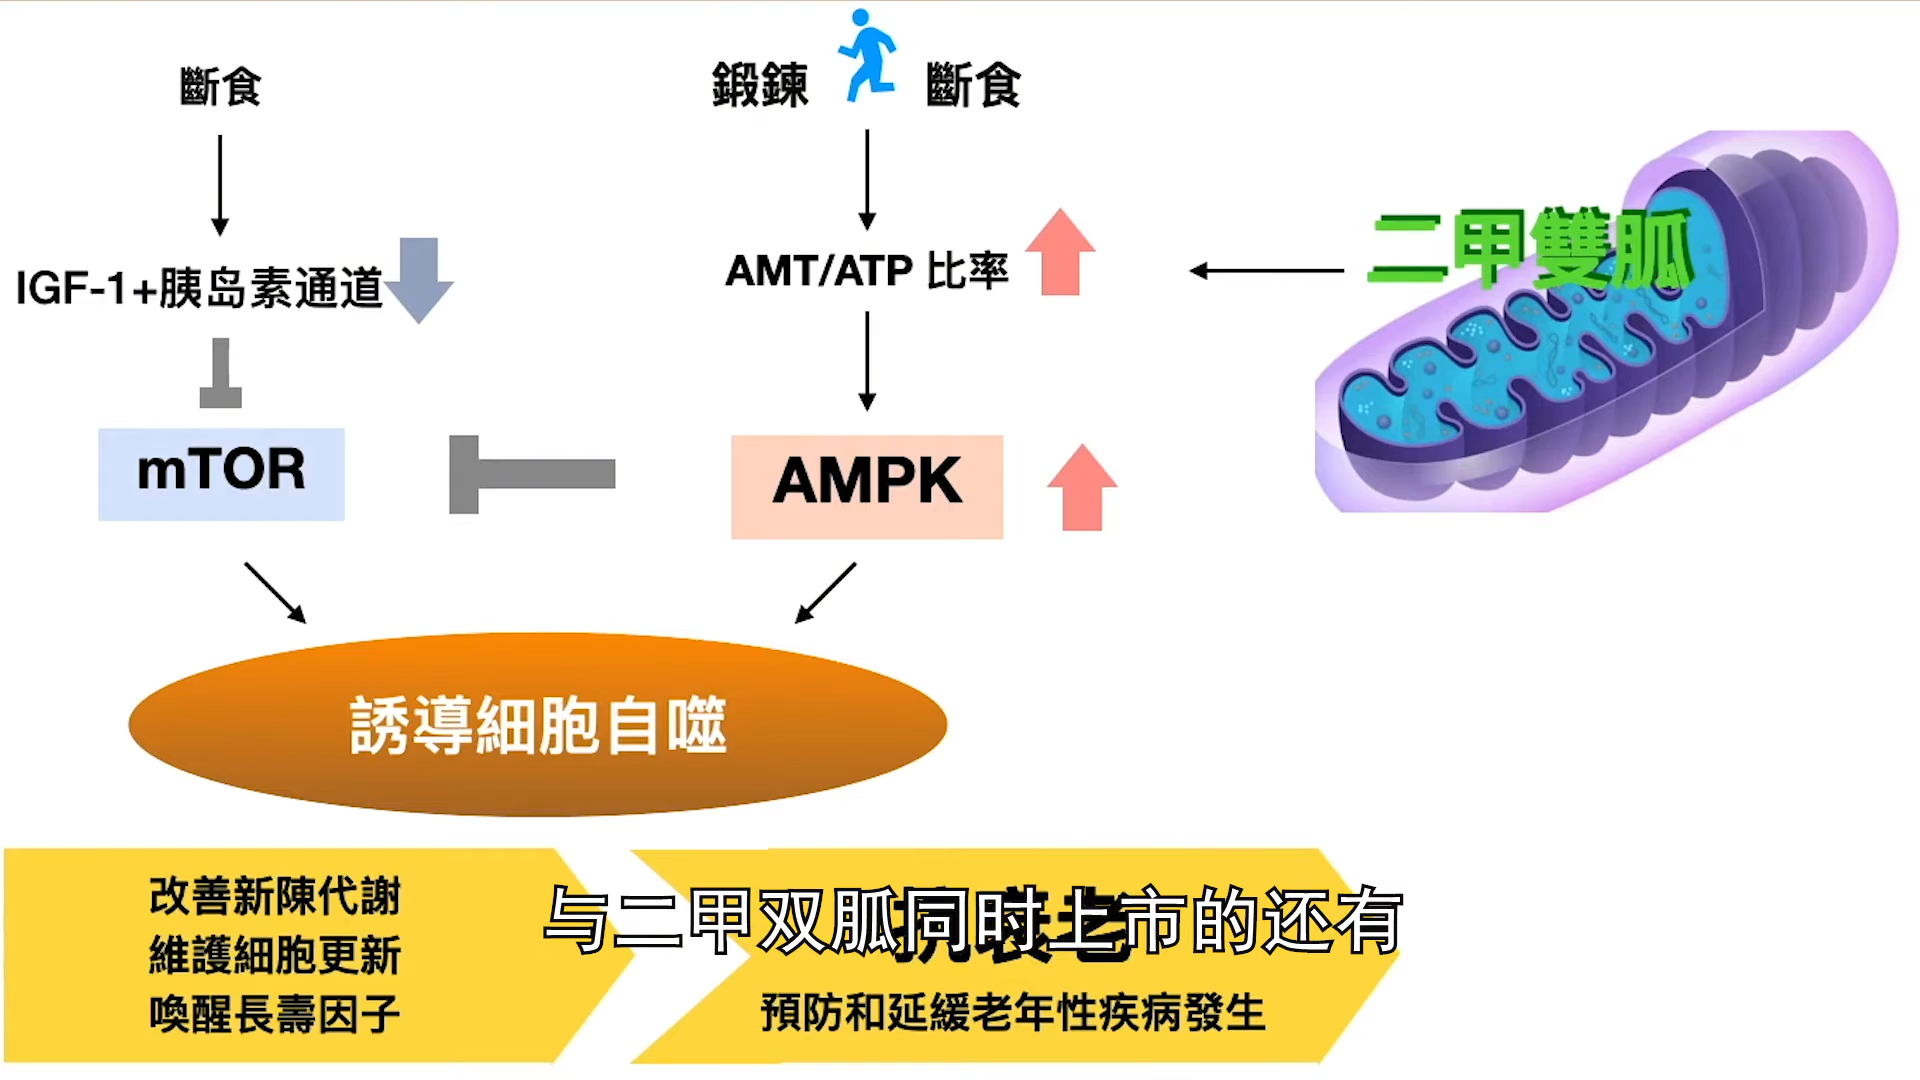 斷食
鍛鍊 斷食
IGF-1+胰岛素通道
AMT/ATP 比率
二甲雙胍
mTOR
AMPK
誘導細胞自噬
改善新陳代謝
維護細胞更新
喚醒長壽因子
抗衰老
与二甲双胍同时上市的还有
預防和延緩老年性疾病發生